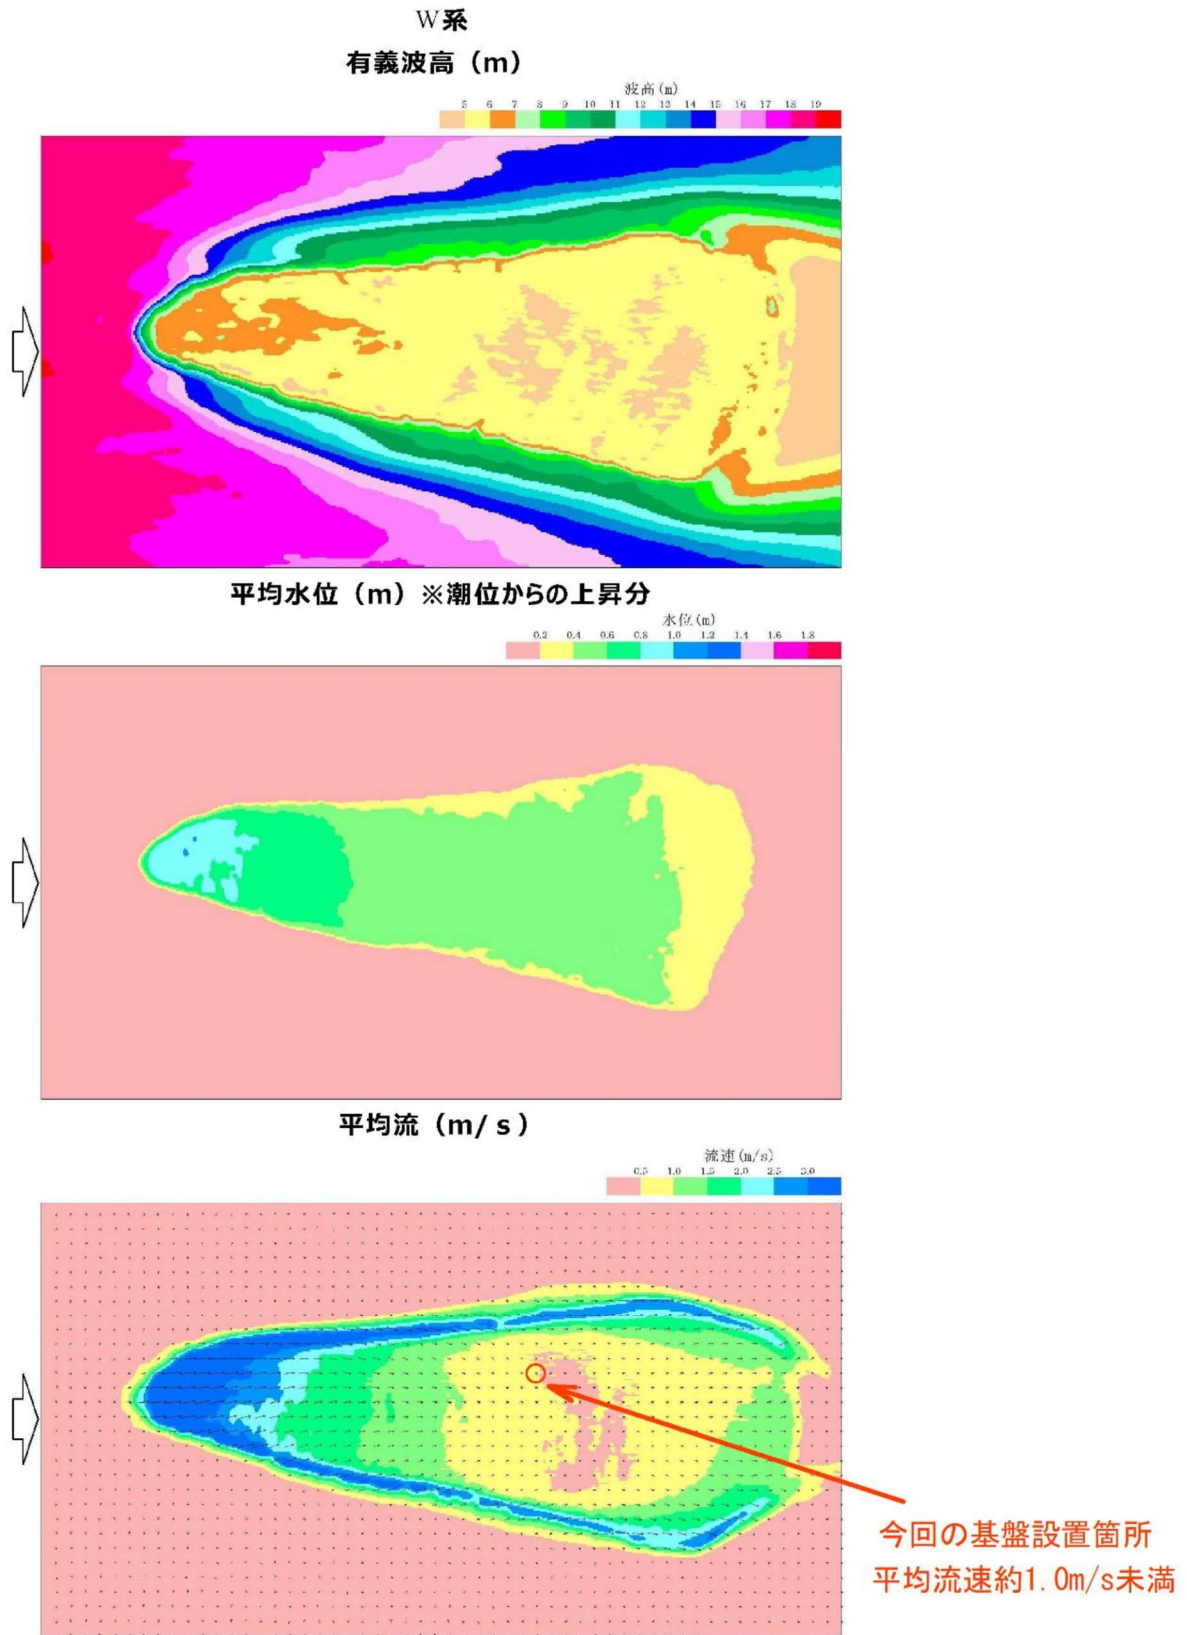 W系
有義波高（m）
波高(m)
5 6 7 8 9 10 11 12 13 14 15 16 17 18 19
平均水位（m）※潮位からの上昇分
水位(m)
0.2 0.4 0.6 0.8 1.0 1.2 1.4 1.6 1.8
平均流（m/ｓ）
流速(m/s)
0.5 1.0 1.5 2.0 2.5 3.0
今回の基盤設置箇所
平均流速約1.0m/s未満